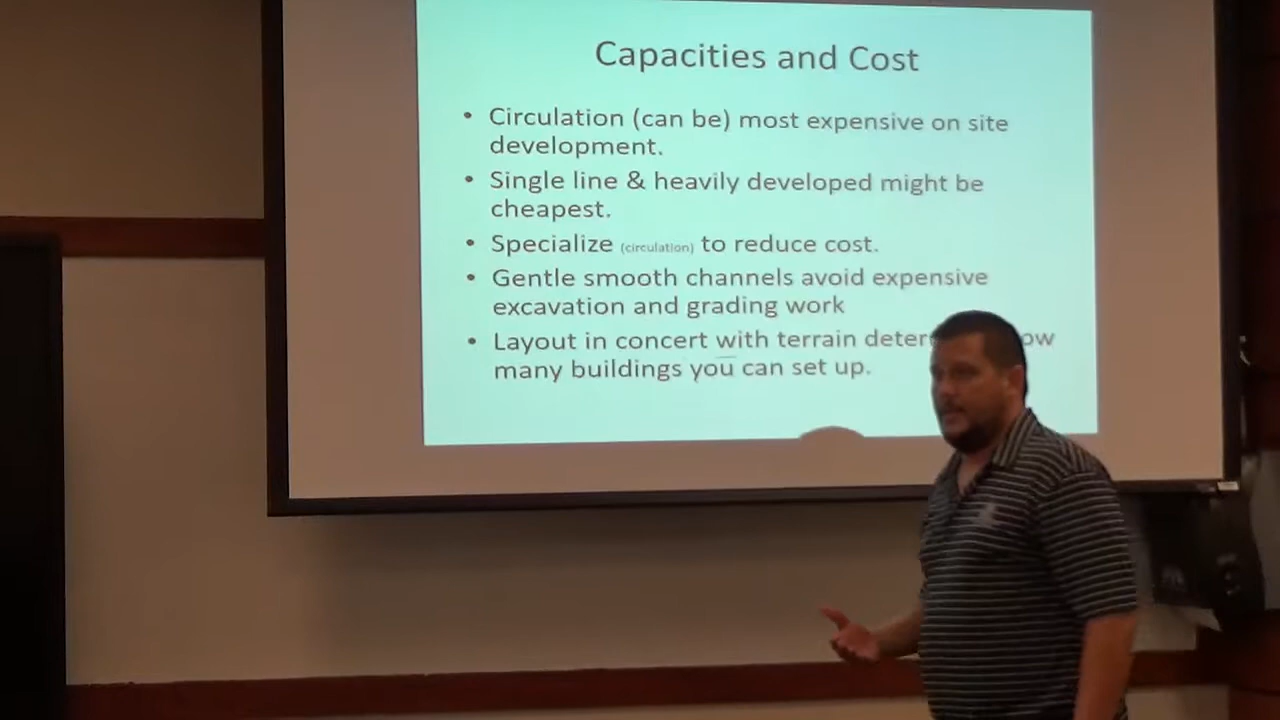 Capacities and Cost
• Circulation (can be) most expensive on site
development.
• Single line & heavily developed might be
cheapest.
• Specialize (circulation) to reduce cost.
• Gentle smooth channels avoid expensive
excavation and grading work
• Layout in concert with terrain
many buildings you can set up.